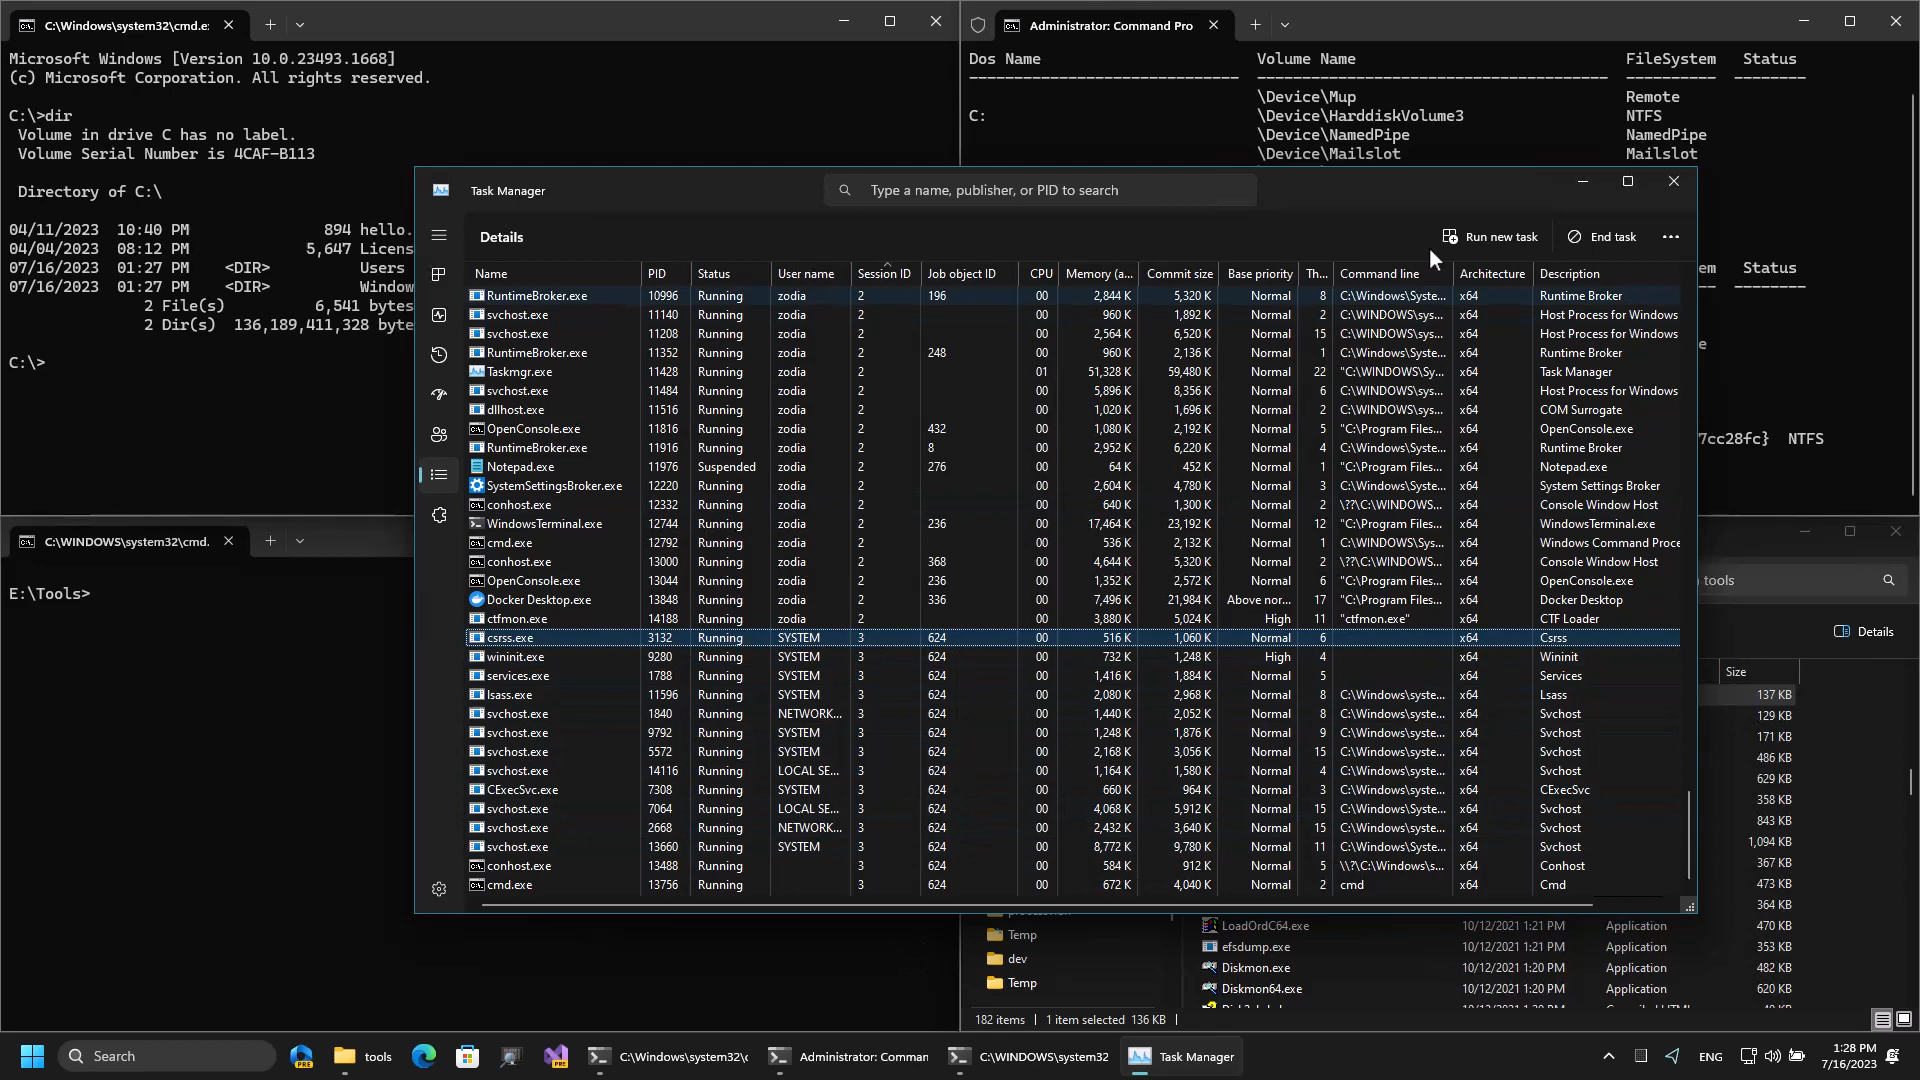 C:\Windows\system32\cmd.e
Microsoft Windows [Version 10.0.23493.1668]
(c) Microsoft Corporation. All rights reserved.
C:\>dir
Volume in drive C has no label.
Volume Serial Number is 4CAF-B113
Directory of C:\
04/11/2023 10:40 PM 894 hello.
04/04/2023 08:12 PM 5,647 Licens
07/16/2023 01:27 PM <DIR> Users
07/16/2023 01:27 PM <DIR> Window
2 File(s) 6,541 bytes
2 Dir(s) 136,189,411,328 byte
C:\>
Administrator: Command Pro
Dos Name Volume Name FileSystem Status
\Device\Mup Remote
C: \Device\HarddiskVolume3 NTFS
\Device\NamedPipe NamedPipe
\Device\Mailslot Mailslot
em Status
e
7cc28fc} NTFS
Task Manager
Type a name, publisher, or PID to search
Details
Run new task
End task
Name PID Status User name Session ID Job object ID CPU Memory (a... Commit size Base priority Th... Command line Architecture Description
RuntimeBroker.exe 10996 Running zodia 2 196 00 2,844 K 5,320 K Normal 8 C:\Windows\Syste... x64 Runtime Broker
svchost.exe 11140 Running zodia 2 00 960 K 1,892 K Normal 2 C:\WINDOWS\sys... x64 Host Process for Windows
svchost.exe 11208 Running zodia 2 00 2,564 K 6,520 K Normal 15 C:\WINDOWS\sys... x64 Host Process for Windows
RuntimeBroker.exe 11352 Running zodia 2 248 00 960 K 2,136 K Normal 1 C:\Windows\Syste... x64 Runtime Broker
Taskmgr.exe 11428 Running zodia 2 01 51,328 K 59,480 K Normal 22 "C:\WINDOWS\Sy... x64 Task Manager
svchost.exe 11484 Running zodia 2 00 5,896 K 8,356 K Normal 6 C:\WINDOWS\sys... x64 Host Process for Windows
dllhost.exe 11516 Running zodia 2 00 1,020 K 1,696 K Normal 2 C:\WINDOWS\sys... x64 COM Surrogate
OpenConsole.exe 11816 Running zodia 2 432 00 1,080 K 2,192 K Normal 5 "C:\Program Files... x64 OpenConsole.exe
RuntimeBroker.exe 11916 Running zodia 2 8 00 2,952 K 6,220 K Normal 4 C:\Windows\Syste... x64 Runtime Broker
Notepad.exe 11976 Suspended zodia 2 276 00 64 K 452 K Normal 1 "C:\Program Files... x64 Notepad.exe
SystemSettingsBroker.exe 12220 Running zodia 2 00 2,604 K 4,780 K Normal 3 C:\Windows\Syste... x64 System Settings Broker
conhost.exe 12332 Running zodia 2 00 640 K 1,300 K Normal 2 \??\C:\WINDOWS... x64 Console Window Host
WindowsTerminal.exe 12744 Running zodia 2 236 00 17,464 K 23,192 K Normal 12 "C:\Program Files... x64 WindowsTerminal.exe
cmd.exe 12792 Running zodia 2 00 536 K 2,132 K Normal 1 C:\WINDOWS\Sys... x64 Windows Command Proce
conhost.exe 13000 Running zodia 2 368 00 4,644 K 5,320 K Normal 2 \??\C:\WINDOWS... x64 Console Window Host
OpenConsole.exe 13044 Running zodia 2 236 00 1,352 K 2,572 K Normal 6 "C:\Program Files... x64 OpenConsole.exe
Docker Desktop.exe 13848 Running zodia 2 336 00 7,496 K 21,984 K Above nor... 17 "C:\Program Files... x64 Docker Desktop
ctfmon.exe 14188 Running zodia 2 00 3,880 K 5,024 K High 11 "ctfmon.exe" x64 CTF Loader
csrss.exe 3132 Running SYSTEM 3 624 00 516 K 1,060 K Normal 6 x64 Csrss
wininit.exe 9280 Running SYSTEM 3 624 00 732 K 1,248 K High 4 x64 Wininit
services.exe 1788 Running SYSTEM 3 624 00 1,416 K 1,884 K Normal 5 x64 Services
lsass.exe 11596 Running SYSTEM 3 624 00 2,080 K 2,968 K Normal 8 C:\Windows\syste... x64 Lsass
svchost.exe 1840 Running NETWORK... 3 624 00 1,440 K 2,052 K Normal 8 C:\Windows\syste... x64 Svchost
svchost.exe 9792 Running SYSTEM 3 624 00 1,248 K 1,876 K Normal 9 C:\Windows\syste... x64 Svchost
svchost.exe 5572 Running SYSTEM 3 624 00 2,168 K 3,056 K Normal 15 C:\Windows\syste... x64 Svchost
svchost.exe 14116 Running LOCAL SE... 3 624 00 1,164 K 1,580 K Normal 4 C:\Windows\syste... x64 Svchost
CExecSvc.exe 7308 Running SYSTEM 3 624 00 660 K 964 K Normal 3 C:\Windows\syste... x64 CExecSvc
svchost.exe 7064 Running LOCAL SE... 3 624 00 4,068 K 5,912 K Normal 15 C:\Windows\syste... x64 Svchost
svchost.exe 2668 Running NETWORK... 3 624 00 2,432 K 3,640 K Normal 15 C:\Windows\syste... x64 Svchost
svchost.exe 13660 Running SYSTEM 3 624 00 8,772 K 9,780 K Normal 11 C:\Windows\syste... x64 Svchost
conhost.exe 13488 Running 3 624 00 584 K 912 K Normal 5 \\?\C:\Windows\s... x64 Conhost
cmd.exe 13756 Running 3 624 00 672 K 4,040 K Normal 2 cmd x64 Cmd
C:\WINDOWS\system32\cmd.
E:\Tools>
tools
Details
Size
137 KB
129 KB
171 KB
486 KB
629 KB
358 KB
843 KB
1,094 KB
367 KB
473 KB
364 KB
Temp
dev
Temp
LoadOrdC64.exe 10/12/2021 1:21 PM Application 470 KB
efsdump.exe 10/12/2021 1:21 PM Application 353 KB
Diskmon.exe 10/12/2021 1:20 PM Application 482 KB
Diskmon64.exe 10/12/2021 1:20 PM Application 620 KB
182 items 1 item selected 136 KB
Search
PRE
tools
PRE
C:\Windows\system32\c
Administrator: Comman
C:\WINDOWS\system32
Task Manager
ENG
1:28 PM
7/16/2023